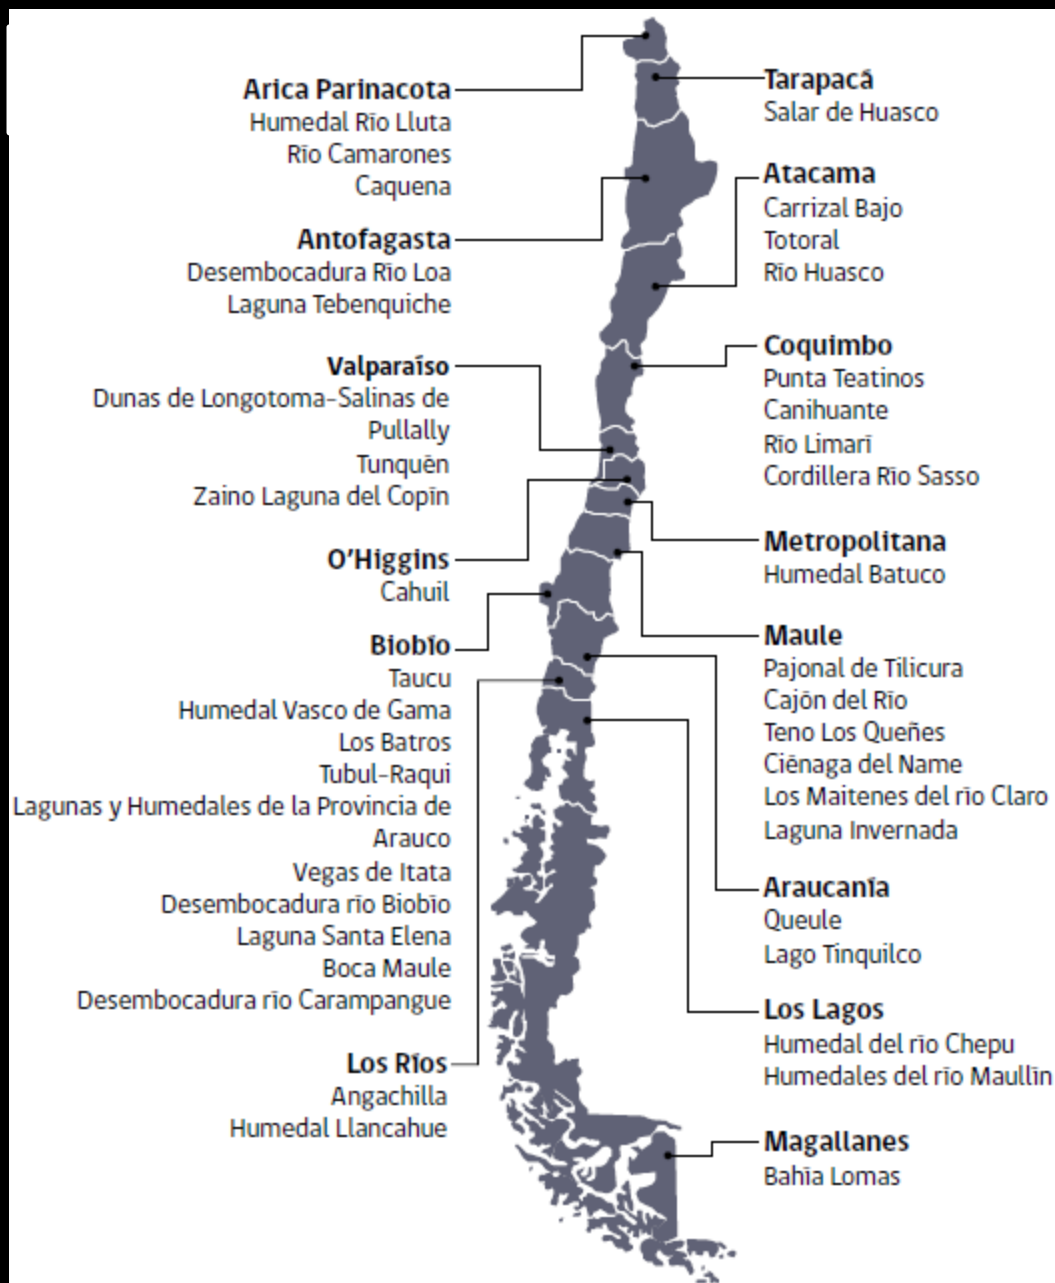 Arica Parinacota
Humedal Río Lluta
Río Camarones
Caquena
Antofagasta
Desembocadura Río Loa
Laguna Tebenquiche
Valparaíso
Dunas de Longotoma-Salinas de
Pullally
Tunquén
Zaino Laguna del Copín
O'Higgins
Cahuil
Biobío
Taucu
Humedal Vasco de Gama
Los Batros
Tubul-Raqui
Lagunas y Humedales de la Provincia de
Arauco
Vegas de Itata
Desembocadura río Biobío
Laguna Santa Elena
Boca Maule
Desembocadura río Carampangue
Los Ríos
Angachilla
Humedal Llancahue
Tarapacá
Salar de Huasco
Atacama
Carrizal Bajo
Totoral
Río Huasco
Coquimbo
Punta Teatinos
Canihuante
Río Limarí
Cordillera Río Sasso
Metropolitana
Humedal Batuco
Maule
Pajonal de Tilicura
Cajón del Río
Teno Los Queñes
Ciénaga del Name
Los Maitenes del río Claro
Laguna Invernada
Araucanía
Queule
Lago Tinquilco
Los Lagos
Humedal del río Chepu
Humedales del río Maullín
Magallanes
Bahía Lomas